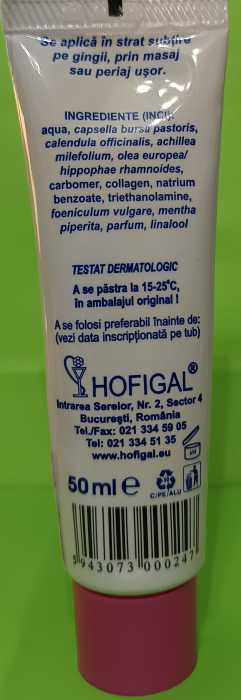 Se aplică în strat subțire
pe gingii, prin masaj
sau periaj ușor.
INGREDIENTE (INCI):
aqua, capsella bursa pastoris,
calendula officinalis, achillea
milefolium, olea europea/
hippophae rhamnoides,
carbomer, collagen, natrium
benzoate, triethanolamine,
foeniculum vulgare, mentha
piperita, parfum, linalool
TESTAT DERMATOLOGIC
A se păstra la 15-25°C,
în ambalajul original !
A se folosi preferabil înainte de:
(vezi data inscripționată pe tub)
HOFIGAL®
Intrarea Serelor, Nr. 2, Sector 4
București, România
Tel./Fax: 021 334 59 05
Tel: 021 334 51 35
www.hofigal.eu
50 ml e
C/PE/ALU
5 943073 000247